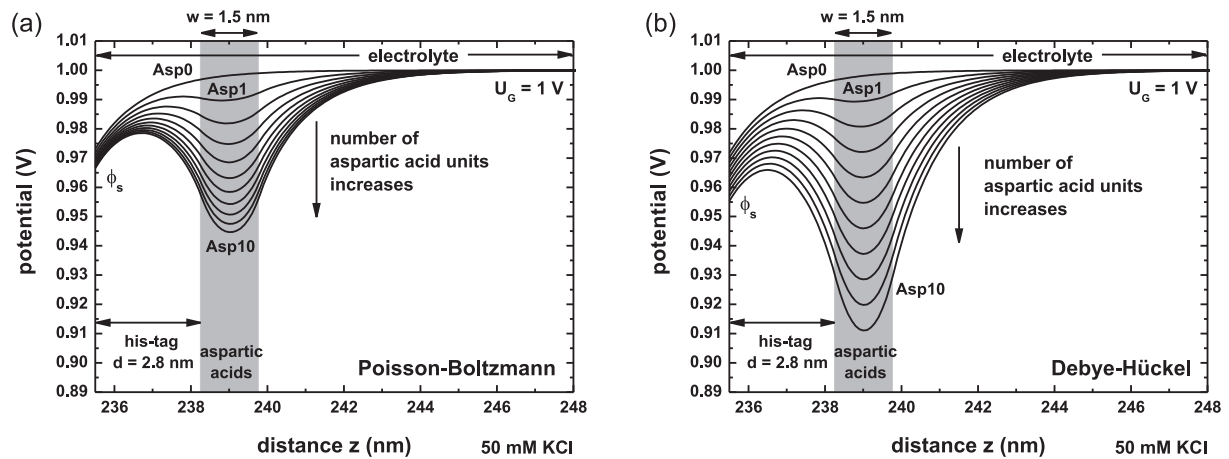 (a)
w = 1.5 nm
1.01
1.00
0.99
0.98
0.97
0.96
0.95
0.94
0.93
0.92
0.91
0.90
0.89
potential (V)
electrolyte
Asp0
Asp1
U_G = 1 V
number of
aspartic acid units
increases
ϕ_s
Asp10
his-tag
d = 2.8 nm
aspartic
acids
Poisson-Boltzmann
236 238 240 242 244 246 248
distance z (nm)
50 mM KCl
(b)
w = 1.5 nm
1.01
1.00
0.99
0.98
0.97
0.96
0.95
0.94
0.93
0.92
0.91
0.90
0.89
potential (V)
electrolyte
Asp0
Asp1
U_G = 1 V
number of
aspartic acid units
increases
ϕ_s
Asp10
his-tag
d = 2.8 nm
aspartic
acids
Debye-Hückel
236 238 240 242 244 246 248
distance z (nm)
50 mM KCl